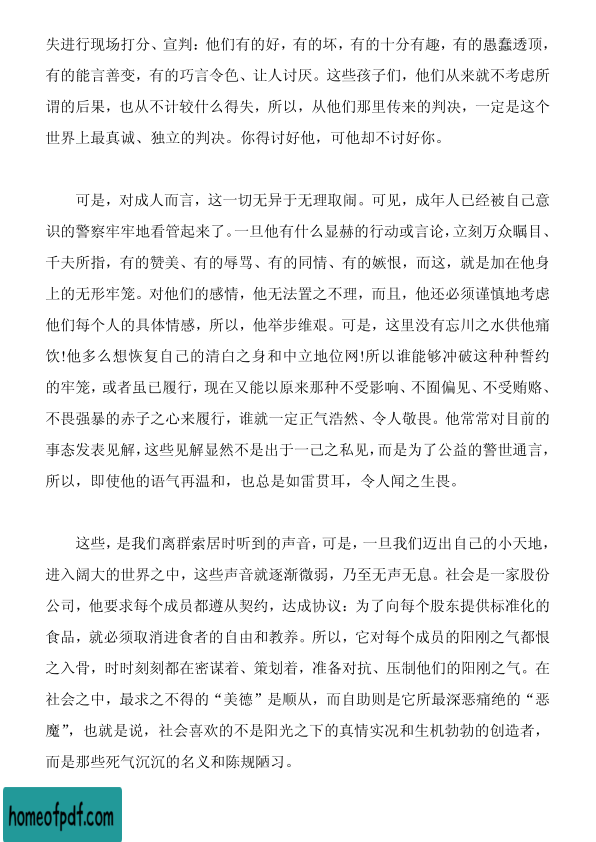 失进行现场打分、宣判：他们有的好，有的坏，有的十分有趣，有的愚蠢透顶，
有的能言善变，有的巧言令色、让人讨厌。这些孩子们，他们从来就不考虑所
谓的后果，也从不计较什么得失，所以，从他们那里传来的判决，一定是这个
世界上最真诚、独立的判决。你得讨好他，可他却不讨好你。
可是，对成人而言，这一切无异于无理取闹。可见，成年人已经被自己意
识的警察牢牢地看管起来了。一旦他有什么显赫的行动或言论，立刻万众瞩目、
千夫所指，有的赞美、有的辱骂、有的同情、有的嫉恨，而这，就是加在他身
上的无形牢笼。对他们的感情，他无法置之不理，而且，他还必须谨慎地考虑
他们每个人的具体情感，所以，他举步维艰。可是，这里没有忘川之水供他痛
饮!他多么想恢复自己的清白之身和中立地位网!所以谁能够冲破这种种誓约
的牢笼，或者虽已履行，现在又能以原来那种不受影响、不囿偏见、不受贿赂、
不畏强暴的赤子之心来履行，谁就一定正气浩然、令人敬畏。他常常对目前的
事态发表见解，这些见解显然不是出于一己之私见，而是为了公益的警世通言，
所以，即使他的语气再温和，也总是如雷贯耳，令人闻之生畏。
这些，是我们离群索居时听到的声音，可是，一旦我们迈出自己的小天地，
进入阔大的世界之中，这些声音就逐渐微弱，乃至无声无息。社会是一家股份
公司，他要求每个成员都遵从契约，达成协议：为了向每个股东提供标准化的
食品，就必须取消进食者的自由和教养。所以，它对每个成员的阳刚之气都恨
之入骨，时时刻刻都在密谋着、策划着，准备对抗、压制他们的阳刚之气。在
社会之中，最求之不得的“美德”是顺从，而自助则是它所最深恶痛绝的“恶
魔”，也就是说，社会喜欢的不是阳光之下的真情实况和生机勃勃的创造者，
而是那些死气沉沉的名义和陈规陋习。
homeofpdf.com